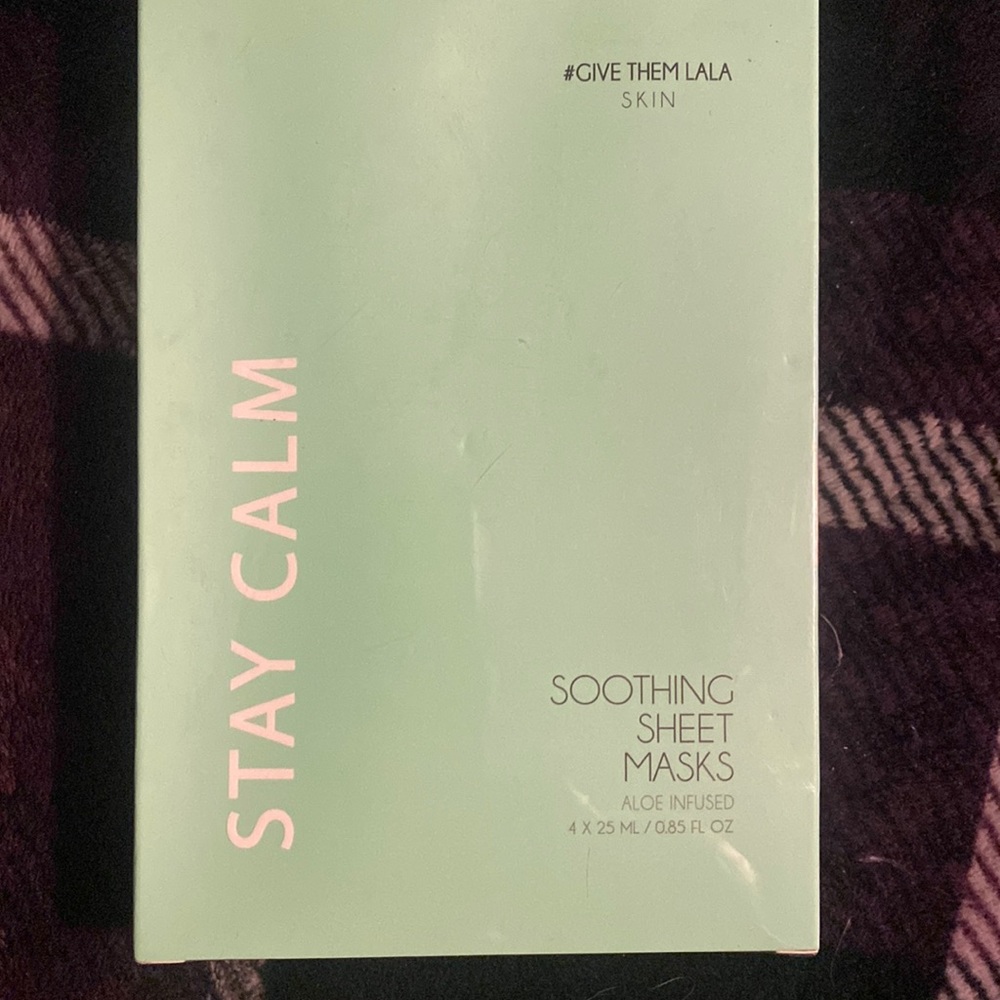 #GIVE THEM LALA
SKIN
STAY CALM
SOOTHING
SHEET
MASKS
ALOE INFUSED
4 X 25 ML / 0.85 FL OZ